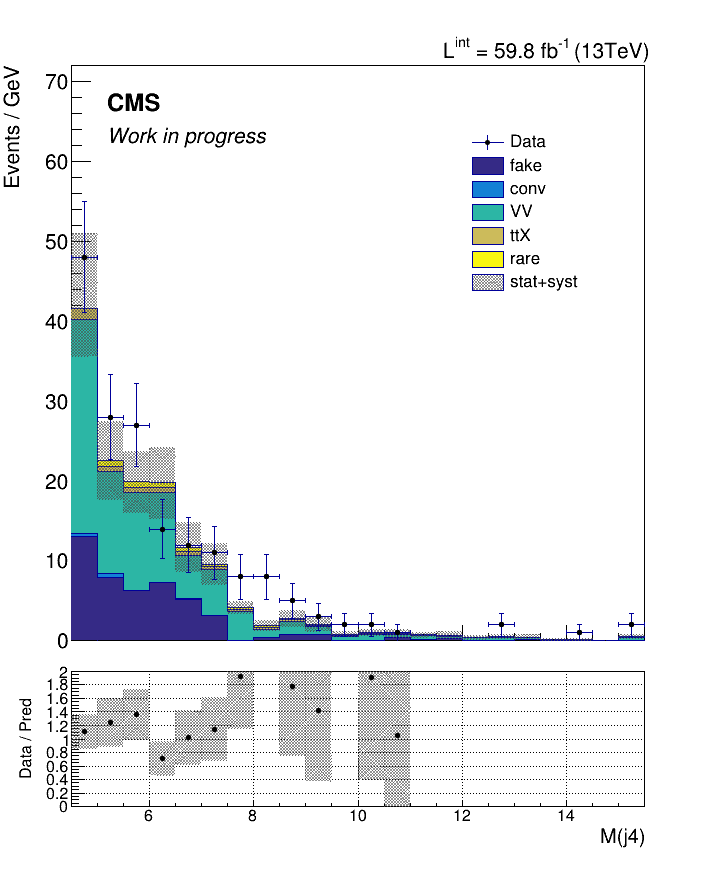 L^int = 59.8 fb^-1 (13TeV)
Events / GeV
70
60
50
40
30
20
10
0
CMS
Work in progress
Data
fake
conv
VV
ttX
rare
stat+syst
Data / Pred
2
1.8
1.6
1.4
1.2
1
0.8
0.6
0.4
0.2
0
6 8 10 12 14
M(j4)